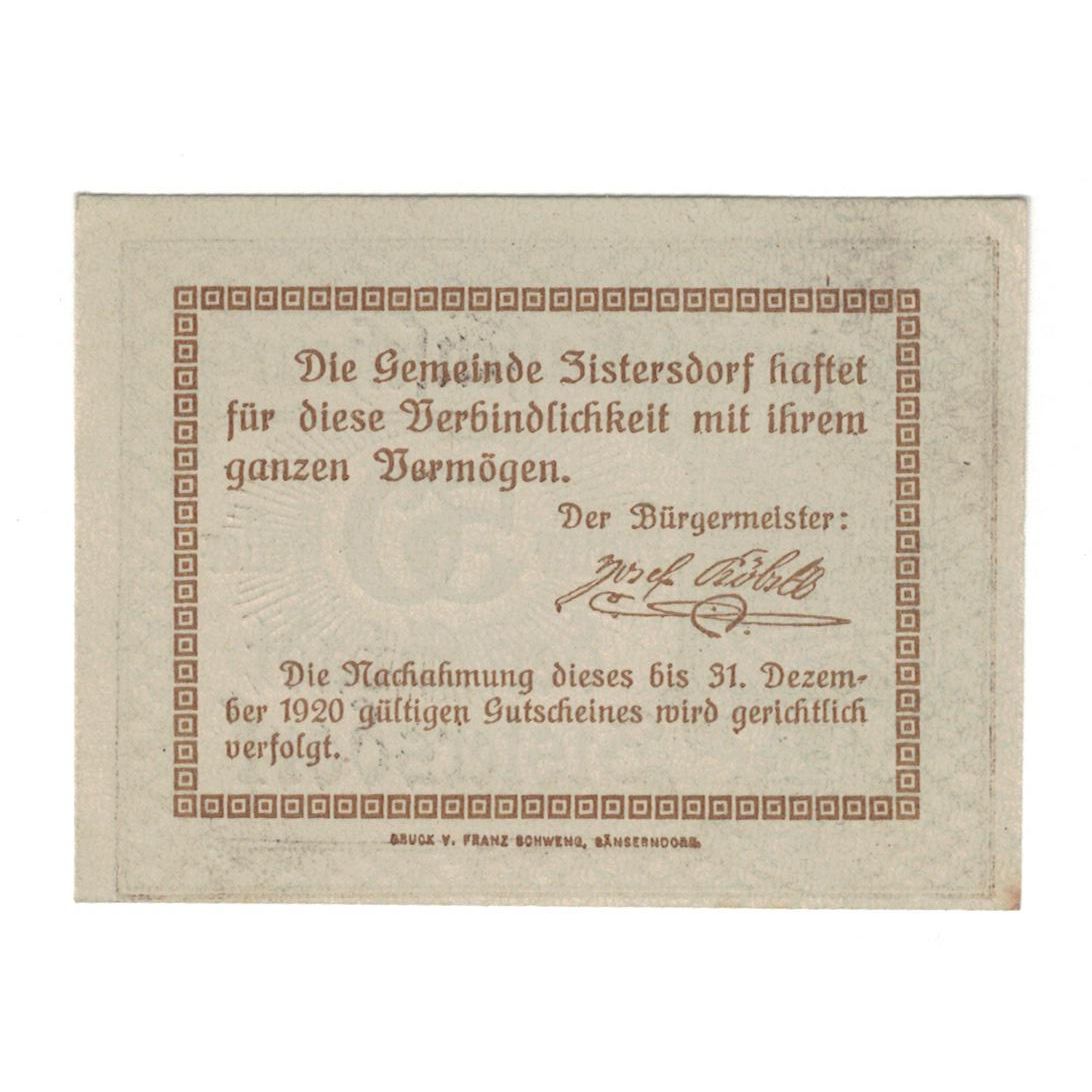 Die Gemeinde Zistersdorf haftet
für diese Verbindlichkeit mit ihrem
ganzen Vermögen.
Der Bürgermeister:
Josef
Die Nachahmung dieses bis 31. Dezem-
ber 1920 gültigen Gutscheines wird gerichtlich
verfolgt.
DRUCK V. FRANZ SCHWENG, GÄNSERNDORF.